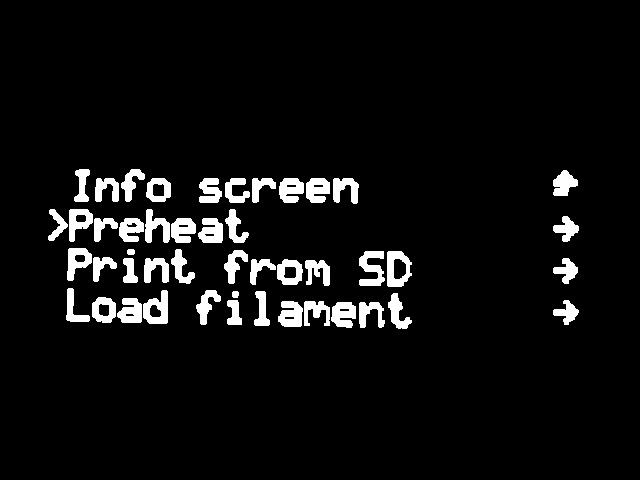 Info screen ↑
>Preheat →
Print from SD →
Load filament →